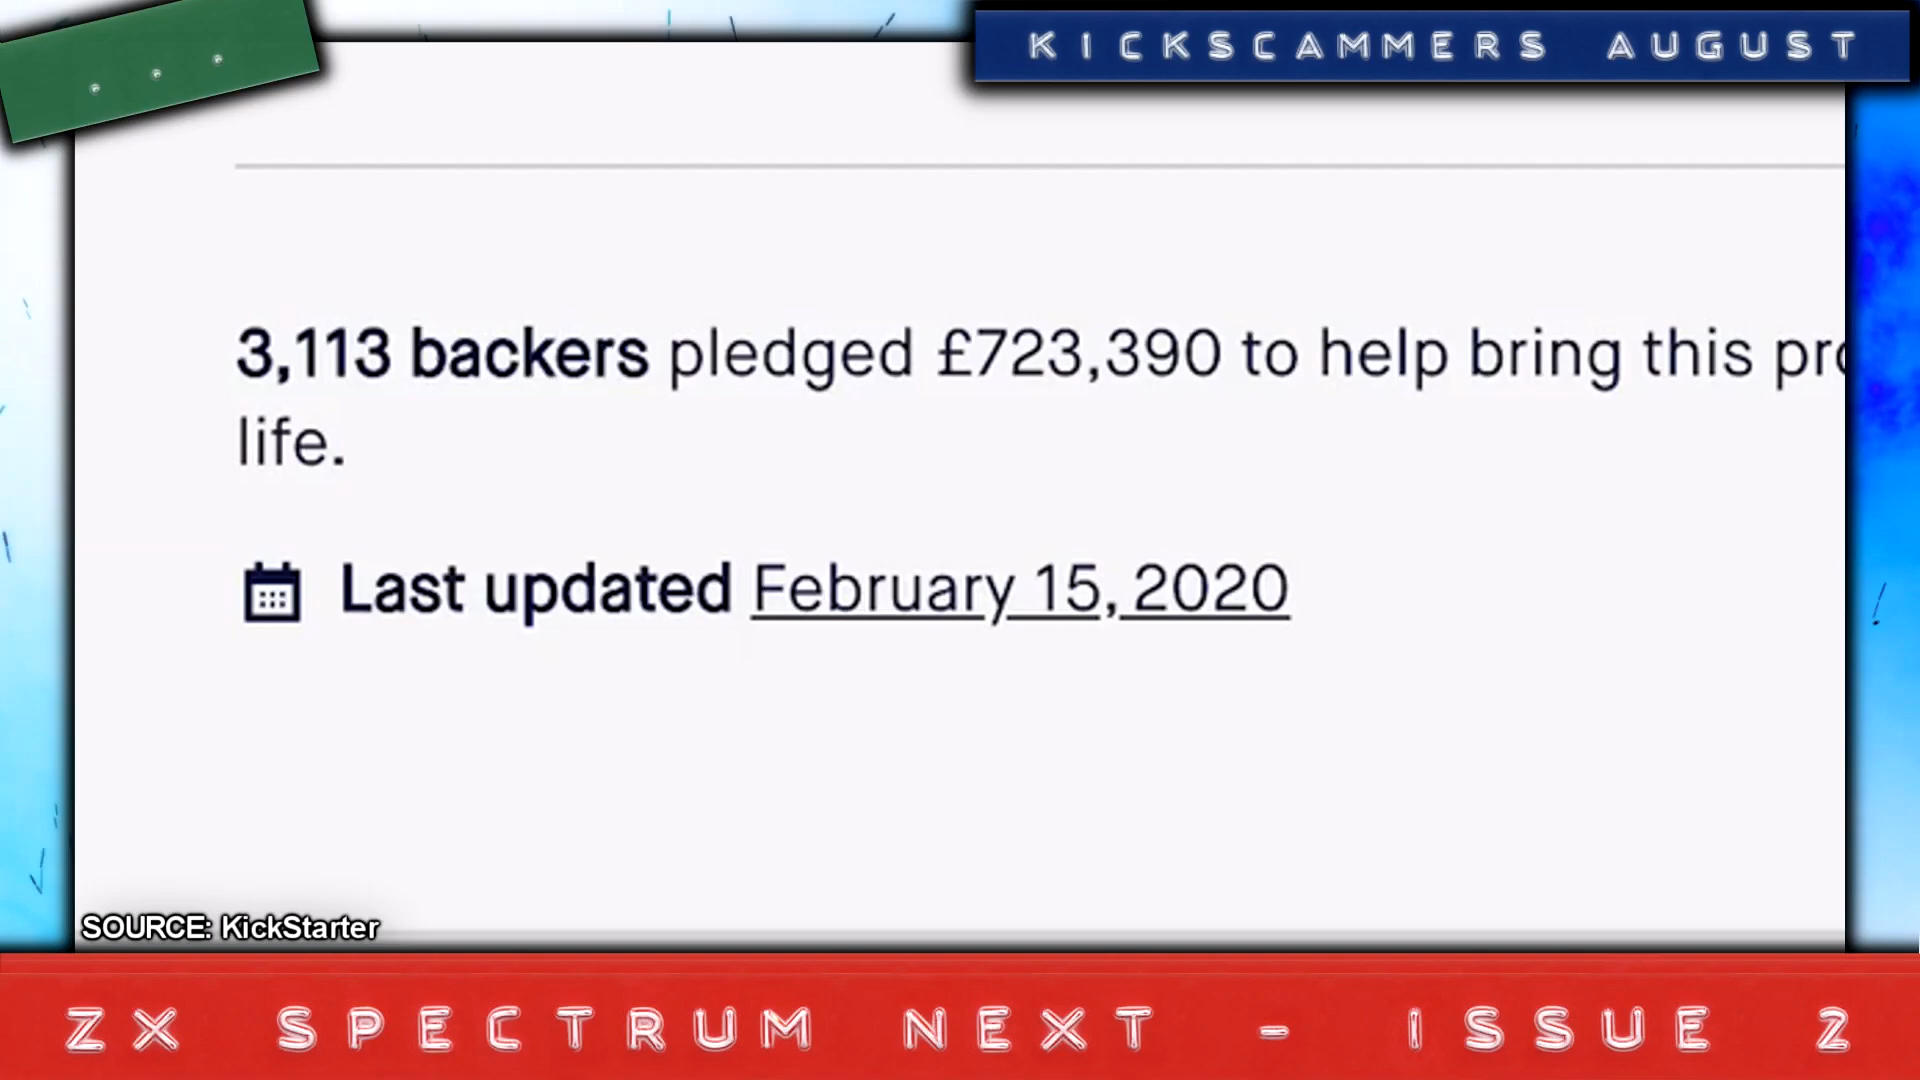 ...
KICKSCAMMERS AUGUST
3,113 backers pledged £723,390 to help bring this
life.
Last updated February 15, 2020
SOURCE: KickStarter
ZX SPECTRUM NEXT - ISSUE 2